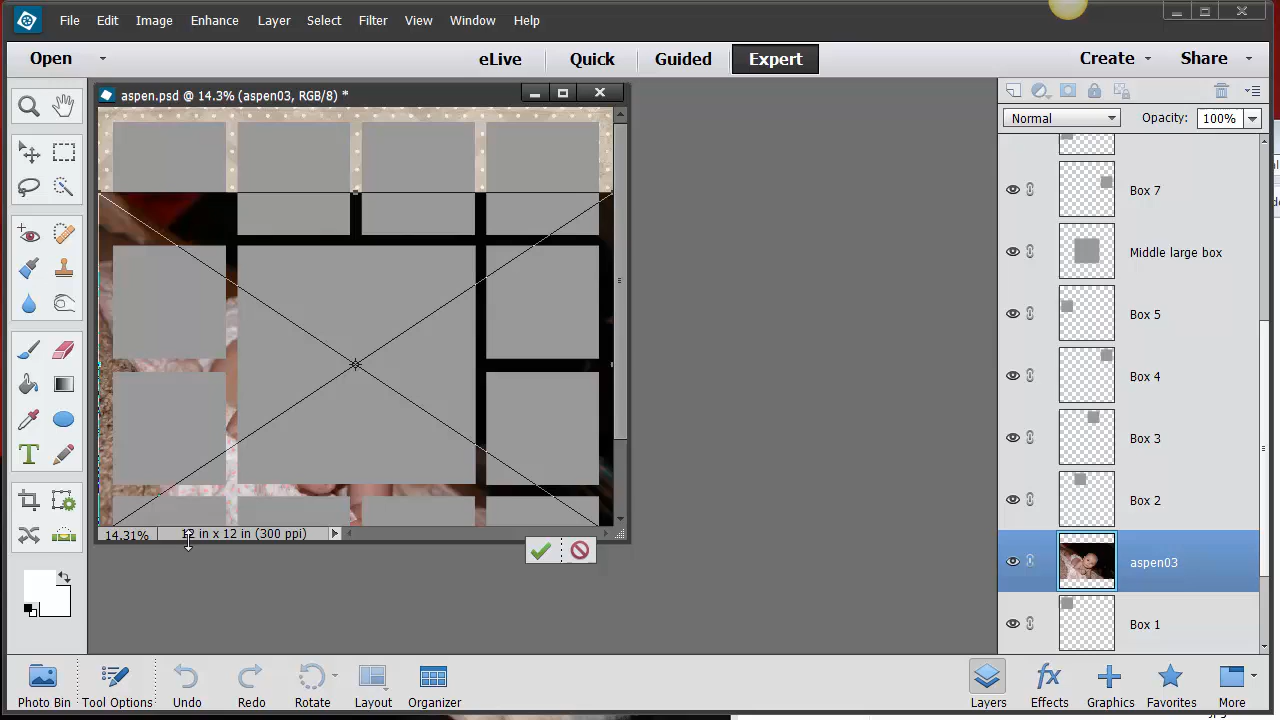 File Edit Image Enhance Layer Select Filter View Window Help
Open eLive Quick Guided Expert Create Share
aspen.psd @ 14.3% (aspen03, RGB/8) *
Normal Opacity: 100%
Box 7
Middle large box
Box 5
Box 4
Box 3
Box 2
aspen03
Box 1
14.31% 12 in x 12 in (300 ppi)
Photo Bin Tool Options Undo Redo Rotate Layout Organizer Layers Effects Graphics Favorites More